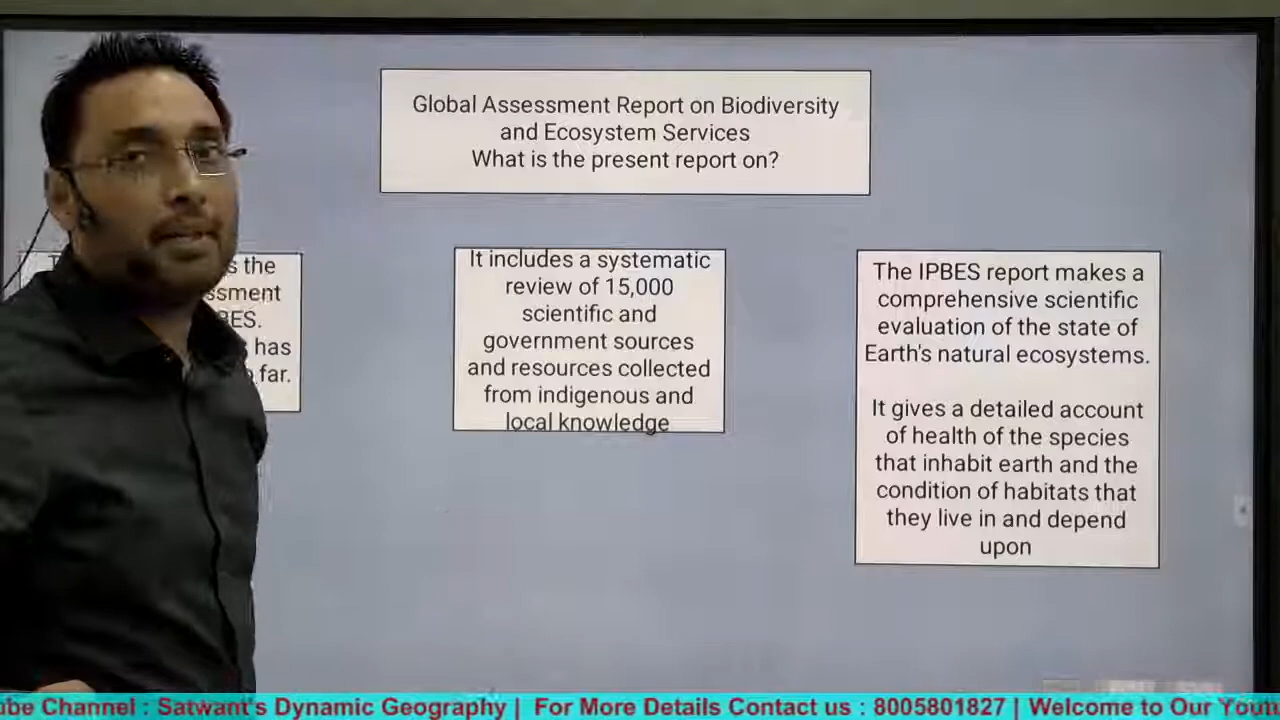 Global Assessment Report on Biodiversity
and Ecosystem Services
What is the present report on?
s the
ssment
BES.
has
far.
It includes a systematic
review of 15,000
scientific and
government sources
and resources collected
from indigenous and
local knowledge
The IPBES report makes a
comprehensive scientific
evaluation of the state of
Earth's natural ecosystems.
It gives a detailed account
of health of the species
that inhabit earth and the
condition of habitats that
they live in and depend
upon
ube Channel : Satwant's Dynamic Geography | For More Details Contact us : 8005801827 | Welcome to Our Youtu